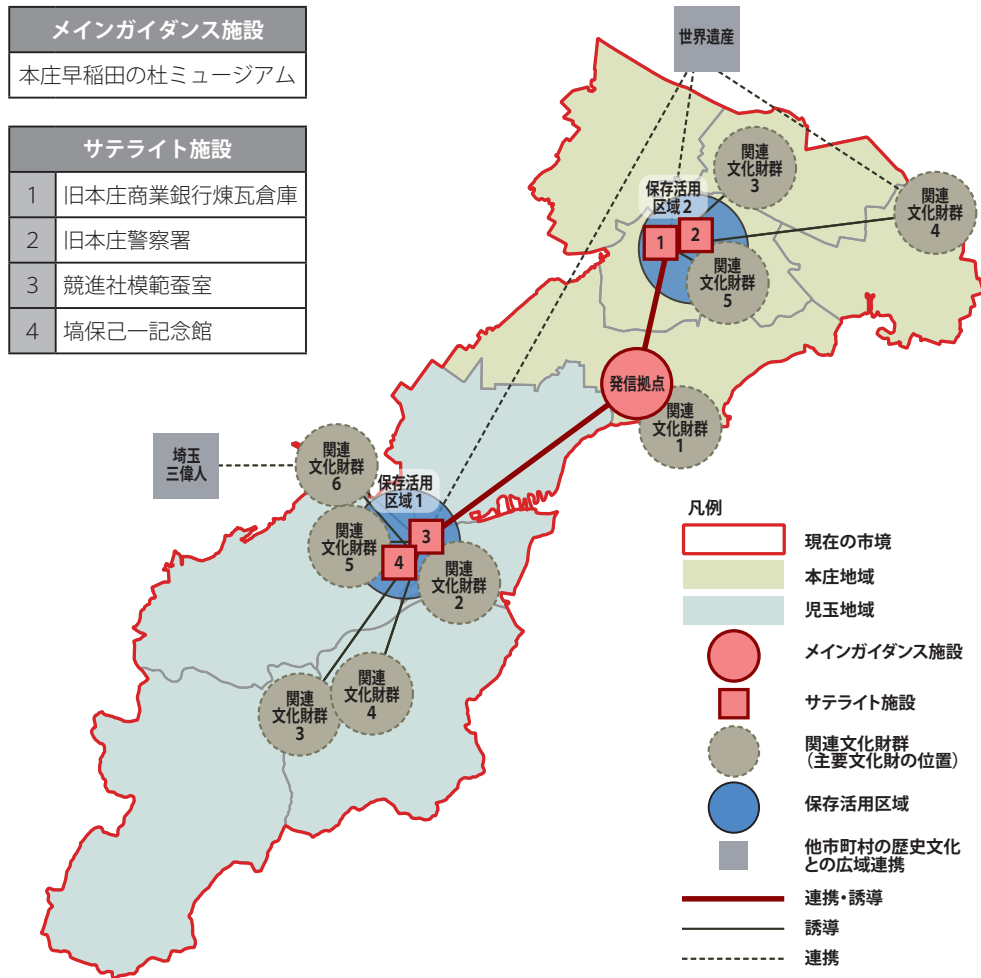 メインガイダンス施設
本庄早稲田の杜ミュージアム
サテライト施設
1 旧本庄商業銀行煉瓦倉庫
2 旧本庄警察署
3 競進社模範蚕室
4 塙保己一記念館
世界遺産
関連
文化財群
3
保存活用
区域2
関連
文化財群
4
1
2
関連
文化財群
5
発信拠点
関連
文化財群
1
埼玉
三偉人
関連
文化財群
6
保存活用
区域1
3
関連
文化財群
5
4
関連
文化財群
2
関連
文化財群
4
関連
文化財群
3
凡例
現在の市境
本庄地域
児玉地域
メインガイダンス施設
サテライト施設
関連文化財群
（主要文化財の位置）
保存活用区域
他市町村の歴史文化
との広域連携
連携・誘導
誘導
連携